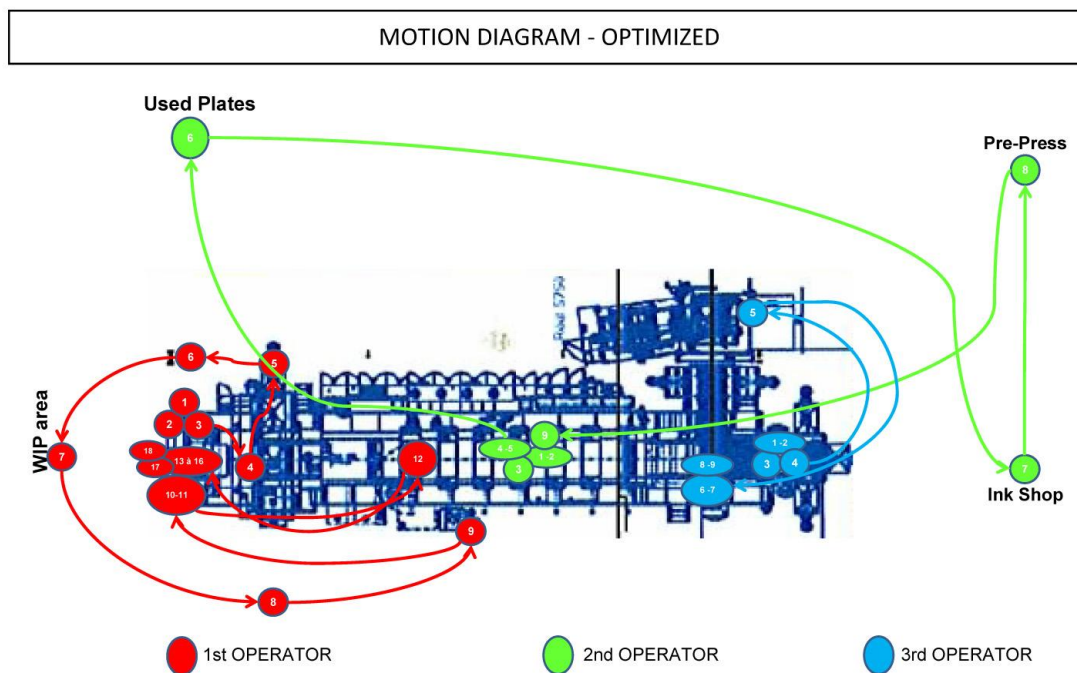 MOTION DIAGRAM - OPTIMIZED
Used Plates
6
Pre-Press
8
5
6
5
1
2
3
WIP area
7
18
17
13 à 16
4
12
4 -5
9
1 -2
3
1 -2
8 -9
3
4
6 -7
10-11
9
8
7
Ink Shop
1st OPERATOR
2nd OPERATOR
3rd OPERATOR